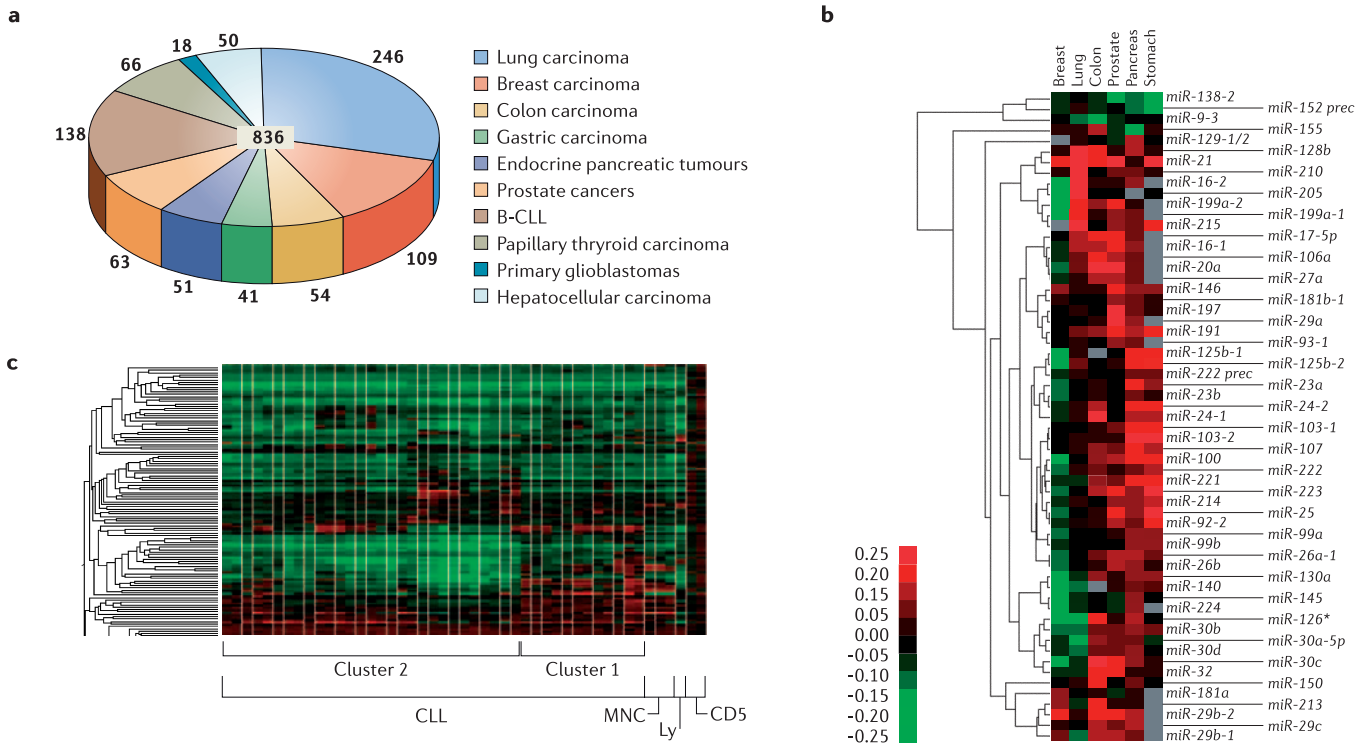 a
246
109
54
41
51
63
138
66
18
50
836
Lung carcinoma
Breast carcinoma
Colon carcinoma
Gastric carcinoma
Endocrine pancreatic tumours
Prostate cancers
B-CLL
Papillary thryroid carcinoma
Primary glioblastomas
Hepatocellular carcinoma
b
Breast
Lung
Colon
Prostate
Pancreas
Stomach
miR-138-2
miR-152 prec
miR-9-3
miR-155
miR-129-1/2
miR-128b
miR-21
miR-210
miR-16-2
miR-205
miR-199a-2
miR-199a-1
miR-215
miR-17-5p
miR-16-1
miR-106a
miR-20a
miR-27a
miR-146
miR-181b-1
miR-197
miR-29a
miR-191
miR-93-1
miR-125b-1
miR-125b-2
miR-222 prec
miR-23a
miR-23b
miR-24-2
miR-24-1
miR-103-1
miR-103-2
miR-107
miR-100
miR-222
miR-221
miR-223
miR-214
miR-25
miR-92-2
miR-99a
miR-99b
miR-26a-1
miR-26b
miR-130a
miR-140
miR-145
miR-224
miR-126*
miR-30b
miR-30a-5p
miR-30d
miR-30c
miR-32
miR-150
miR-181a
miR-213
miR-29b-2
miR-29c
miR-29b-1
0.25
0.20
0.15
0.05
0.00
-0.05
-0.10
-0.15
-0.20
-0.25
c
Cluster 2
Cluster 1
CLL
MNC
Ly
CD5